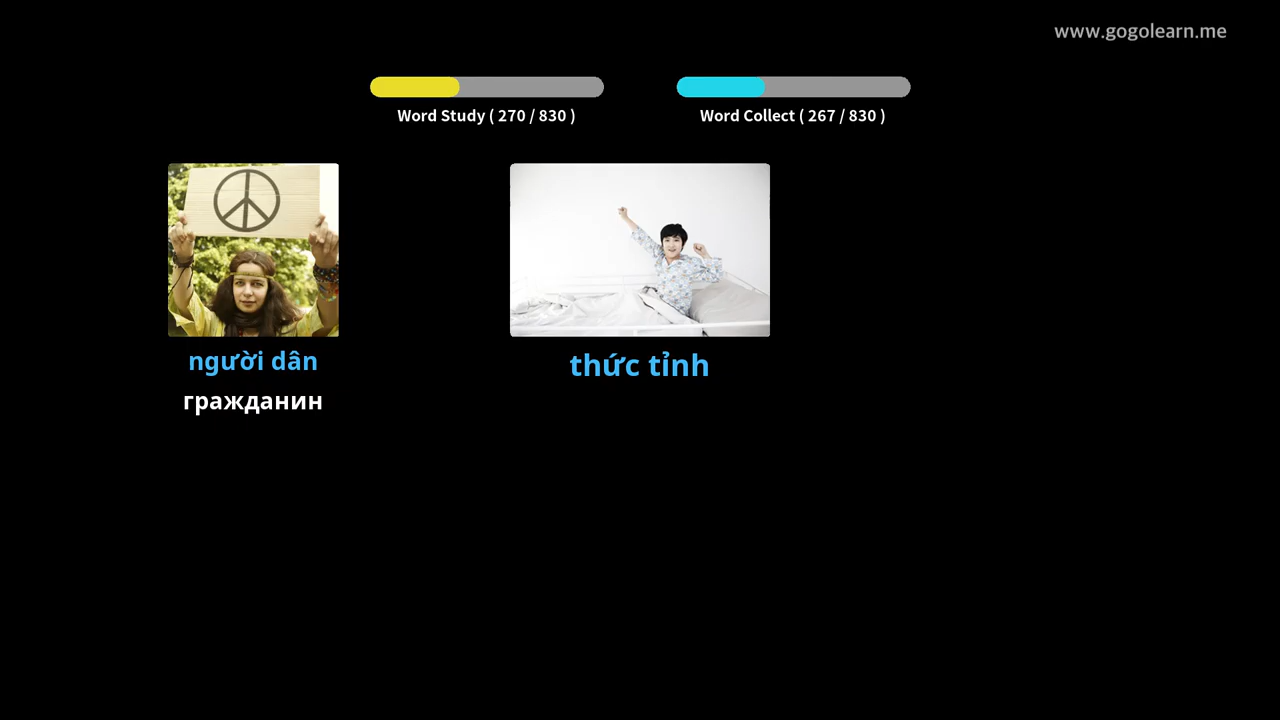 www.gogolearn.me
Word Study ( 270 / 830 )
Word Collect ( 267 / 830 )
người dân
гражданин
thức tỉnh